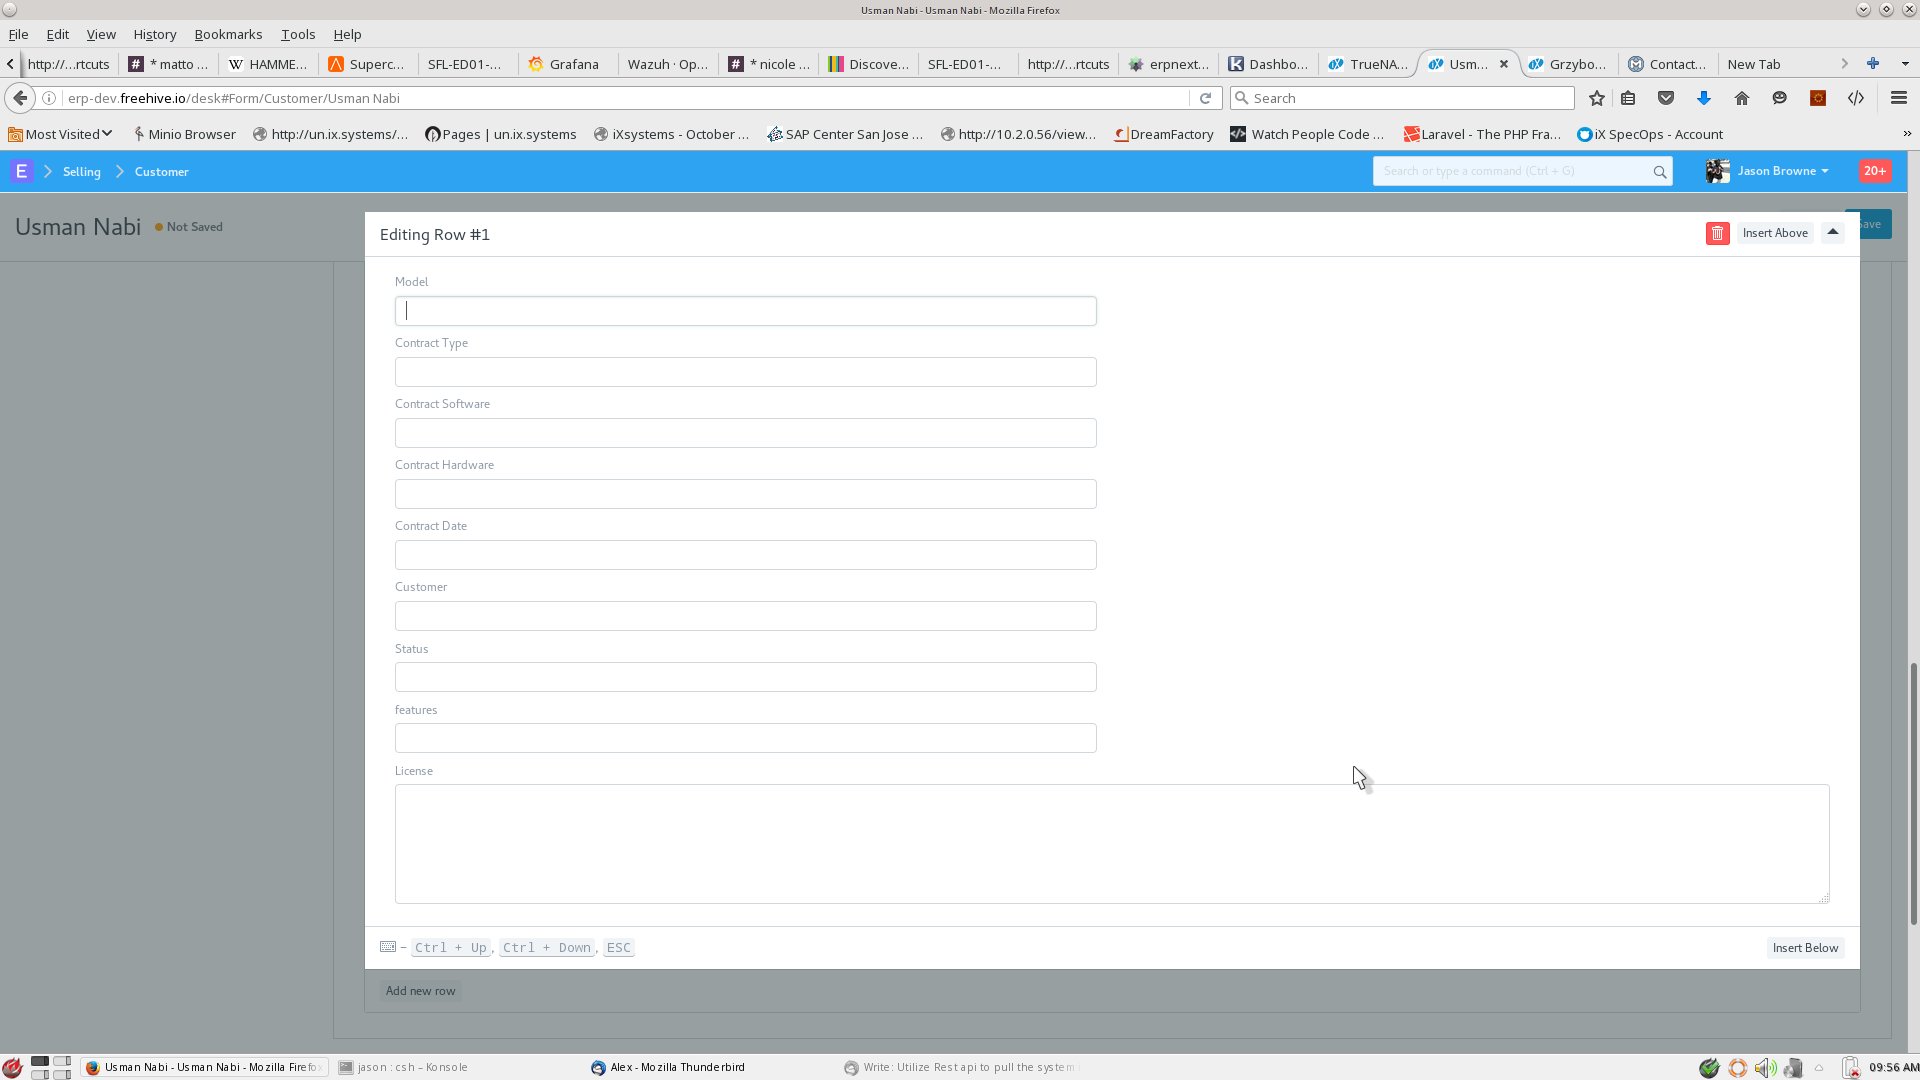 Usman Nabi - Usman Nabi - Mozilla Firefox
File Edit View History Bookmarks Tools Help
http://...rtcuts * matto ... HAMME... Superc... SFL-ED01-... Grafana Wazuh · Op... * nicole ... Discove... SFL-ED01-... http://...rtcuts erpnext... Dashbo... TrueNA... Usm... Grzybo... Contact... New Tab
erp-dev.freehive.io/desk#Form/Customer/Usman Nabi Search
Most Visited Minio Browser http://un.ix.systems/... Pages | un.ix.systems iXsystems - October ... SAP Center San Jose ... http://10.2.0.56/view... DreamFactory Watch People Code ... Laravel - The PHP Fra... iX SpecOps - Account
E Selling Customer Search or type a command (Ctrl + G) Jason Browne 20+
Usman Nabi Not Saved
Editing Row #1 Insert Above
Model
Contract Type
Contract Software
Contract Hardware
Contract Date
Customer
Status
features
License
– Ctrl + Up, Ctrl + Down, ESC Insert Below
Add new row
Usman Nabi - Usman Nabi - Mozilla Firefo jason : csh – Konsole Alex - Mozilla Thunderbird Write: Utilize Rest api to pull the system 09:56 AM